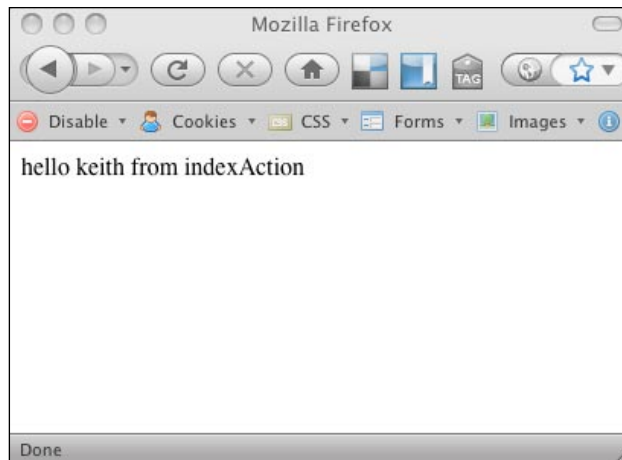 Mozilla Firefox
TAG
Disable Cookies CSS Forms Images
hello keith from indexAction
Done